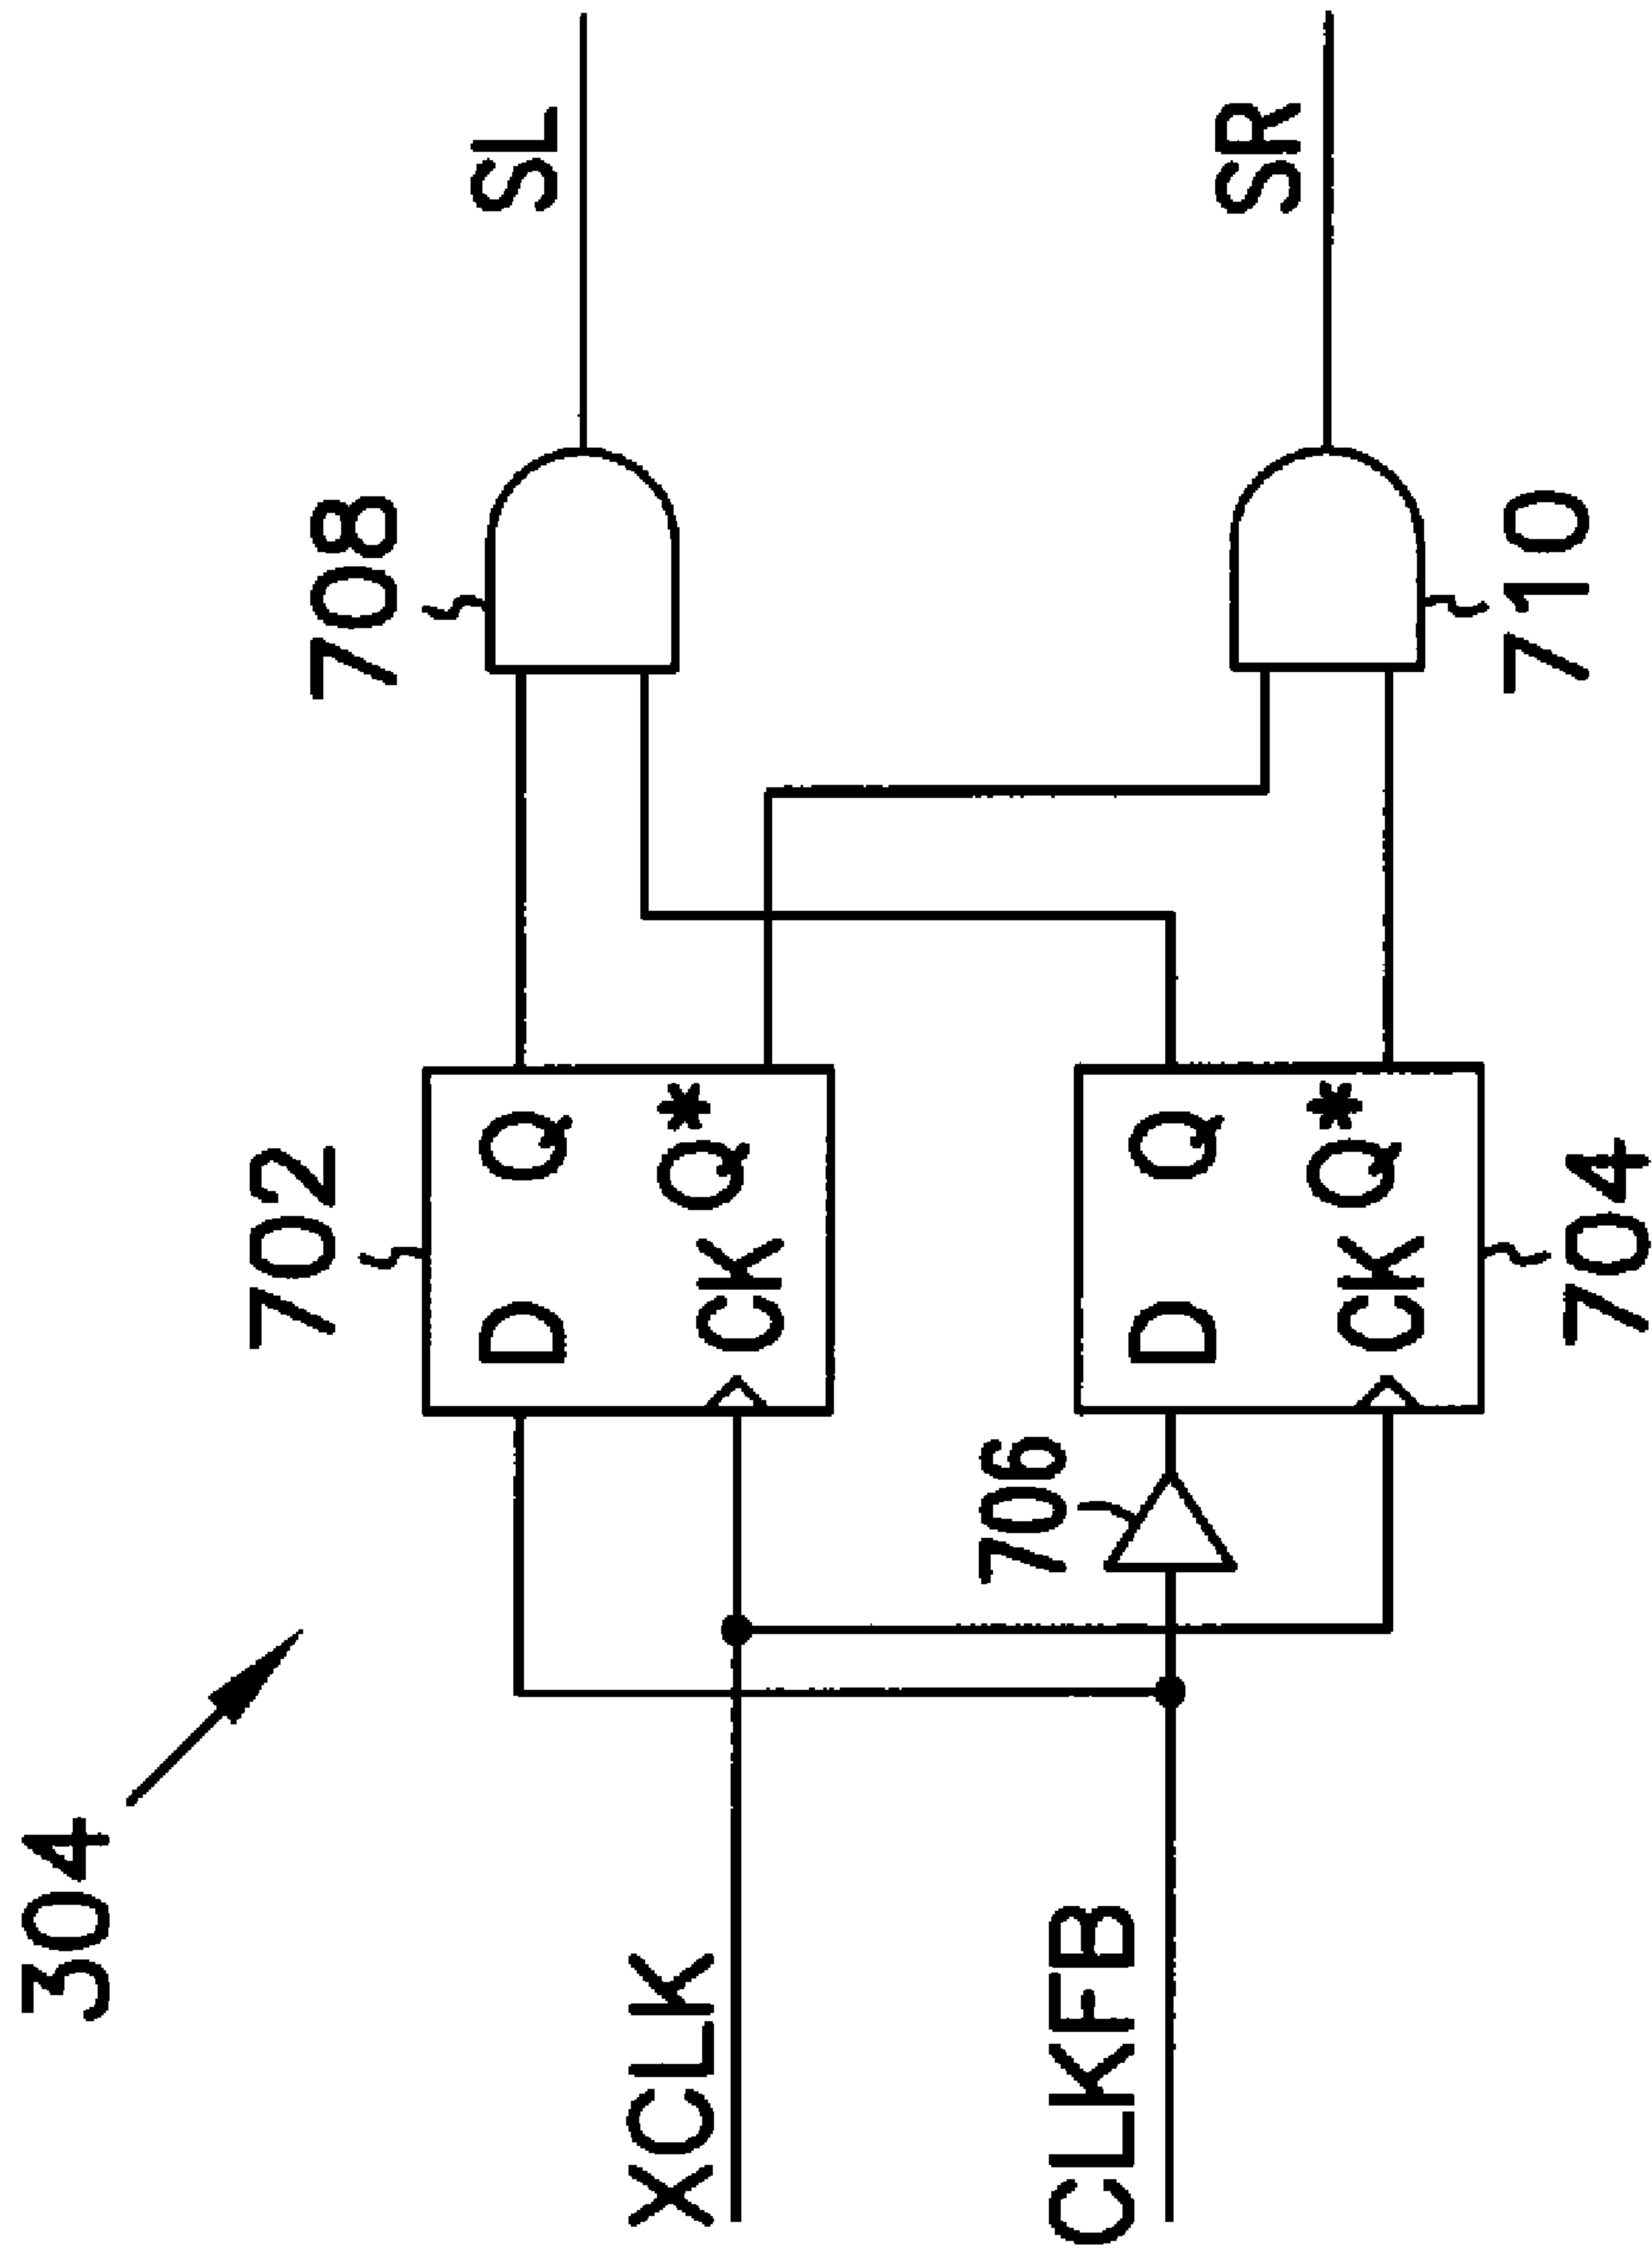 304
XCLK
CLKFB
702
D Q
CK Q*
706
D Q
CK Q*
704
708
SL
SR
710